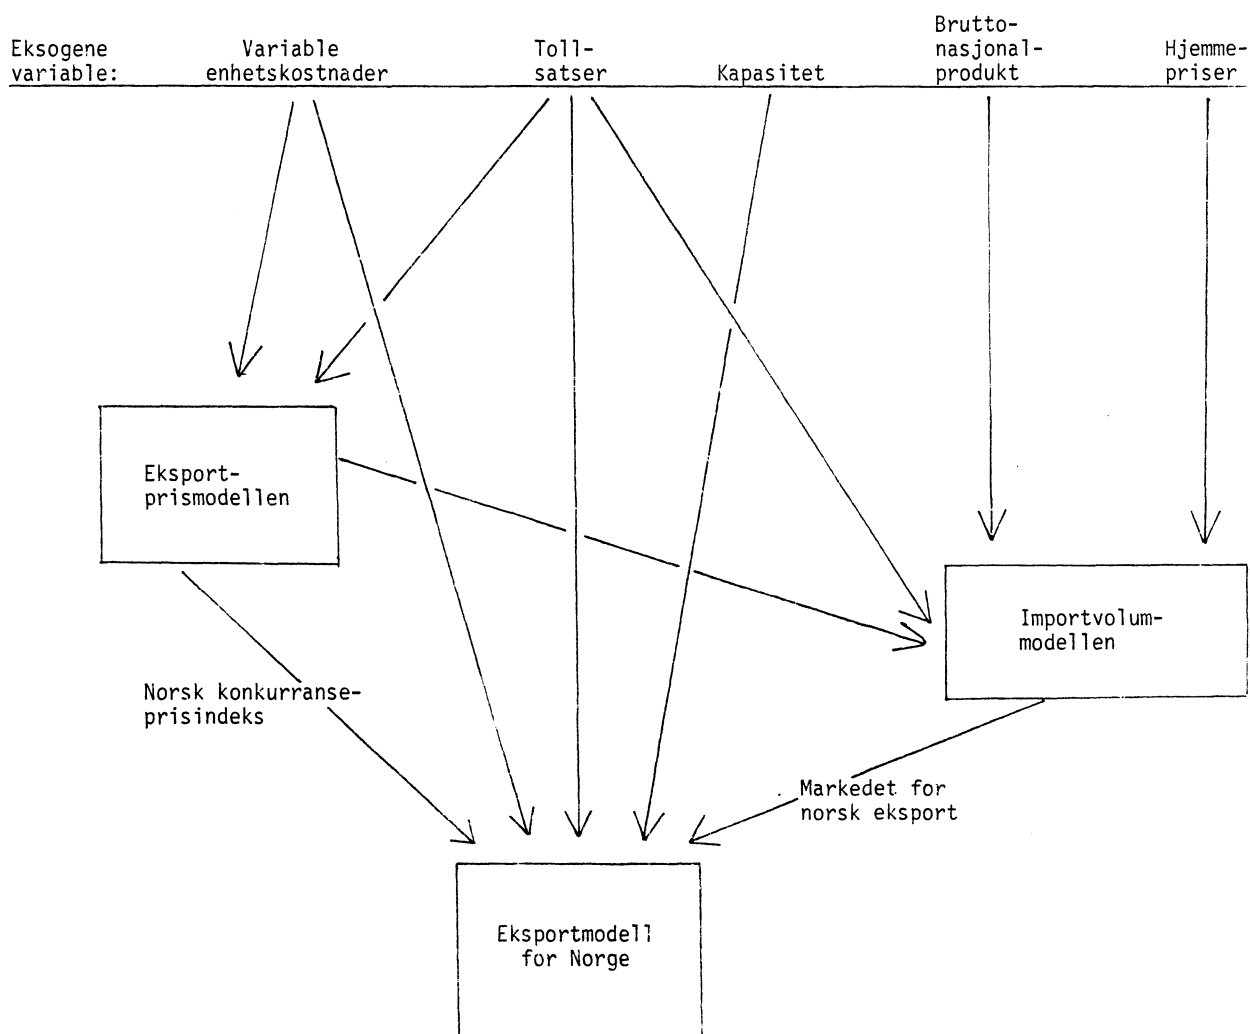 Eksogene
variable:
Variable
enhetskostnader
Toll-
satser
Kapasitet
Brutto-
nasjonal-
produkt
Hjemme-
priser
Eksport-
prismodellen
Importvolum-
modellen
Norsk konkurranse-
prisindeks
Markedet for
norsk eksport
Eksportmodell
for Norge